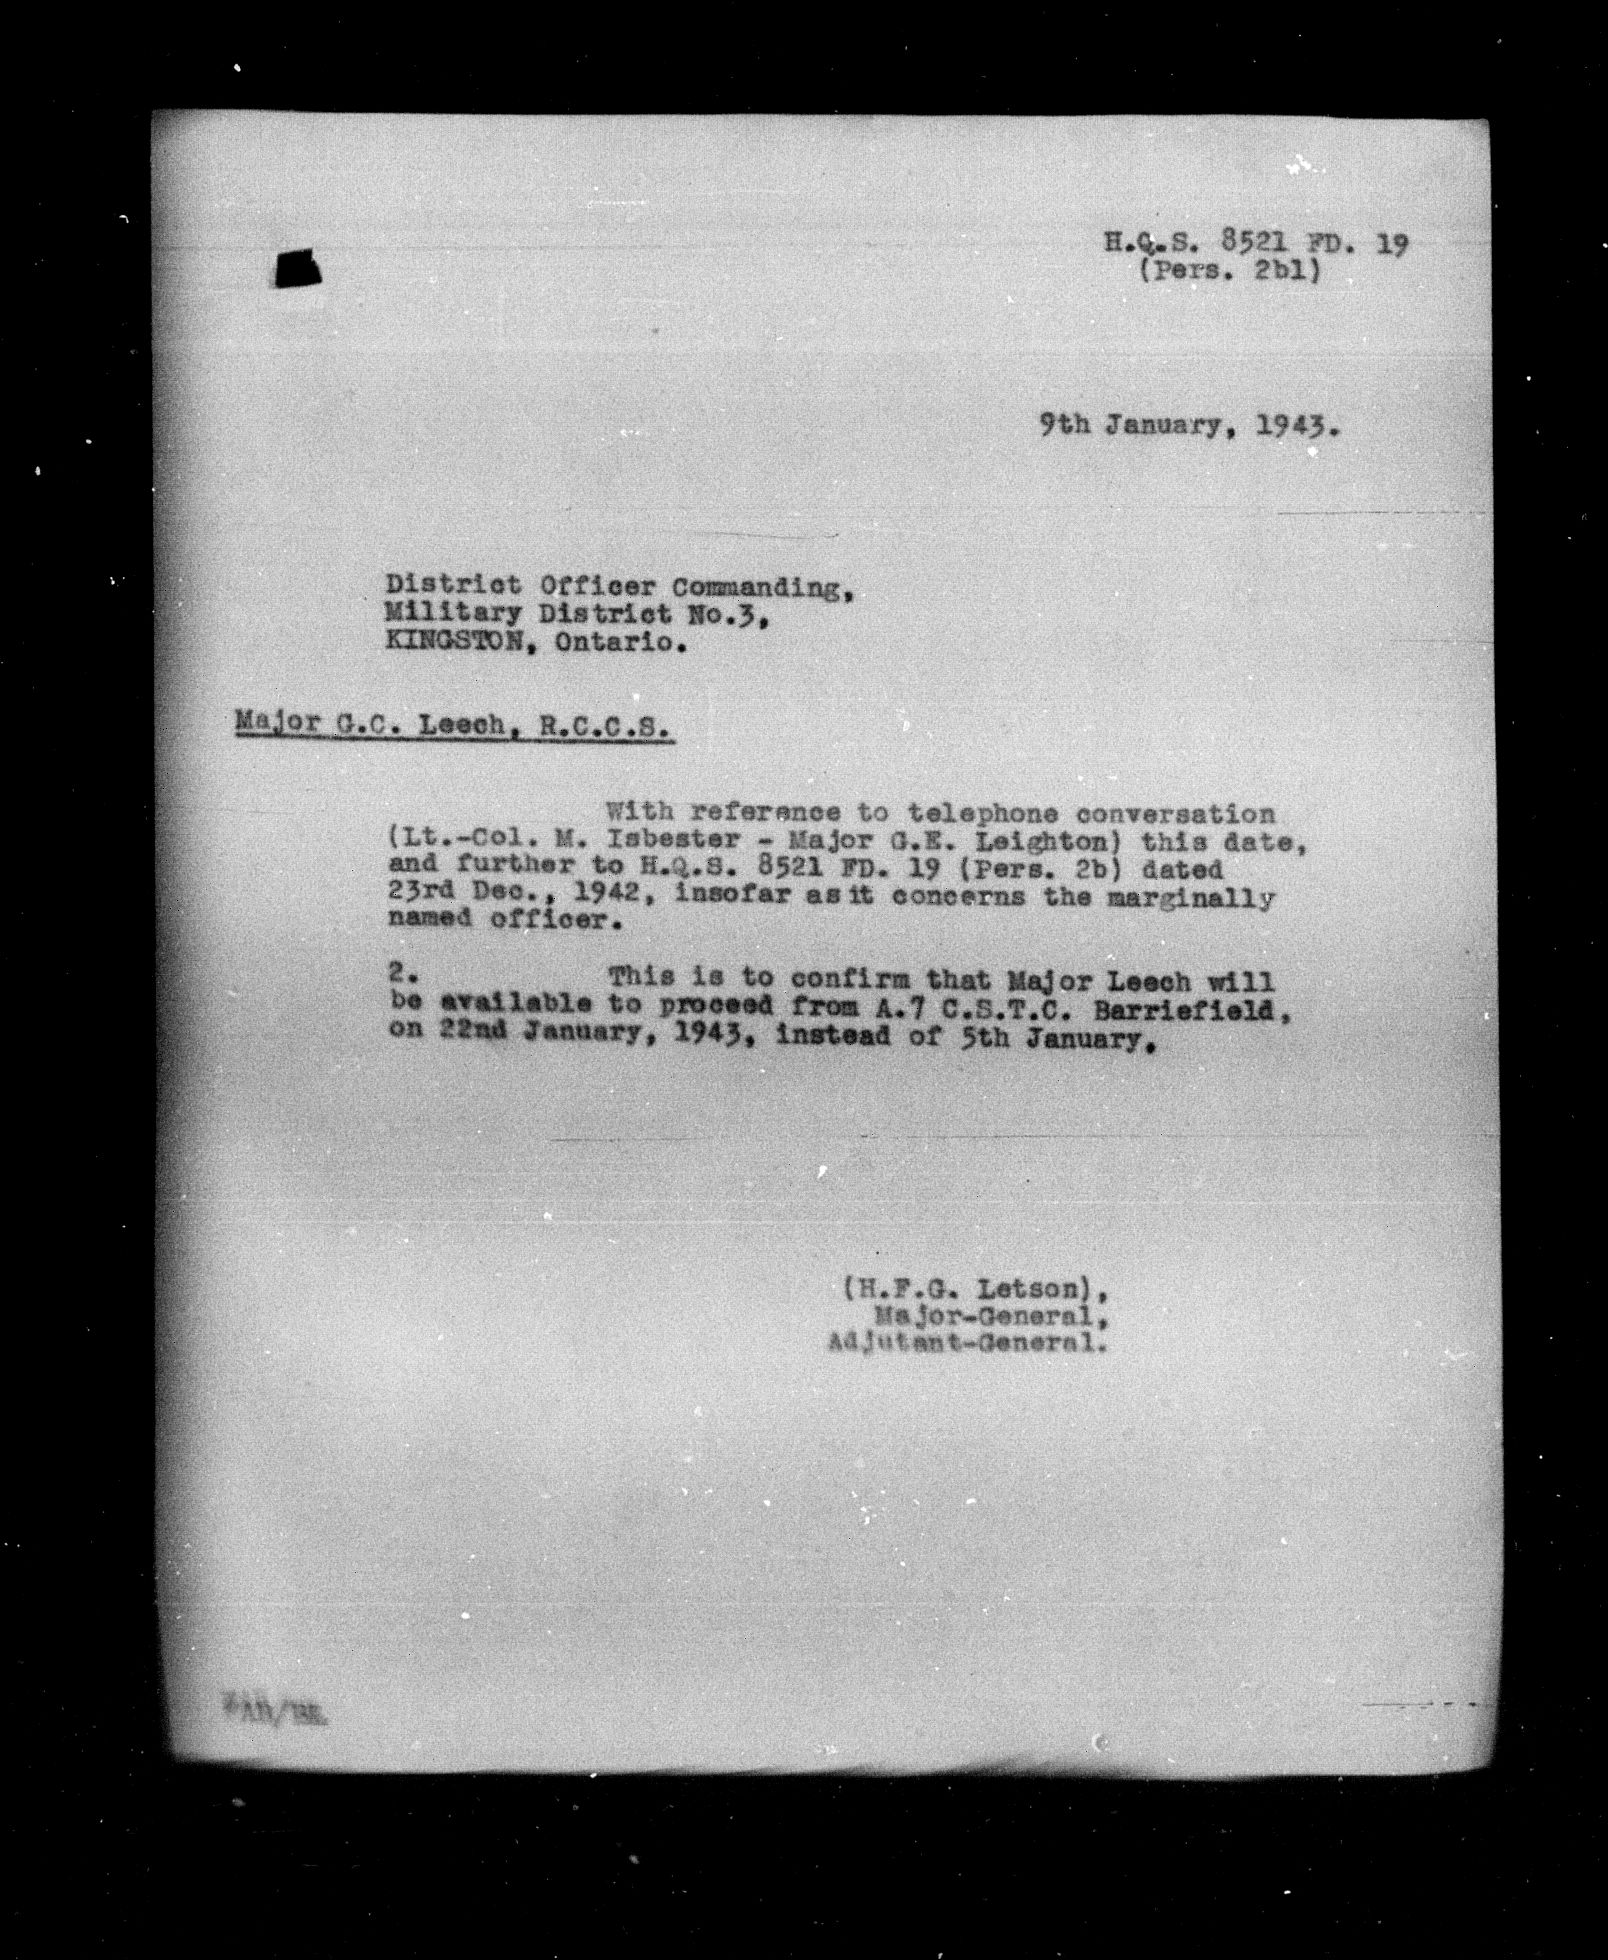 H.Q.S. 8521 FD. 19
(Pers. 2b1)
9th January, 1943.
District Officer Commanding,
Military District No.3,
KINGSTON, Ontario.
Major G.C. Leech, R.C.C.S.
With reference to telephone conversation
(Lt.-Col. M. Isbester - Major G.E. Leighton) this date,
and further to H.Q.S. 8521 FD. 19 (Pers. 2b) dated
23rd Dec., 1942, insofar as it concerns the marginally
named officer.
2. This is to confirm that Major Leech will
be available to proceed from A.7 C.S.T.C. Barriefield,
on 22nd January, 1943, instead of 5th January.
(H.F.G. Letson),
Major-General,
Adjutant-General.